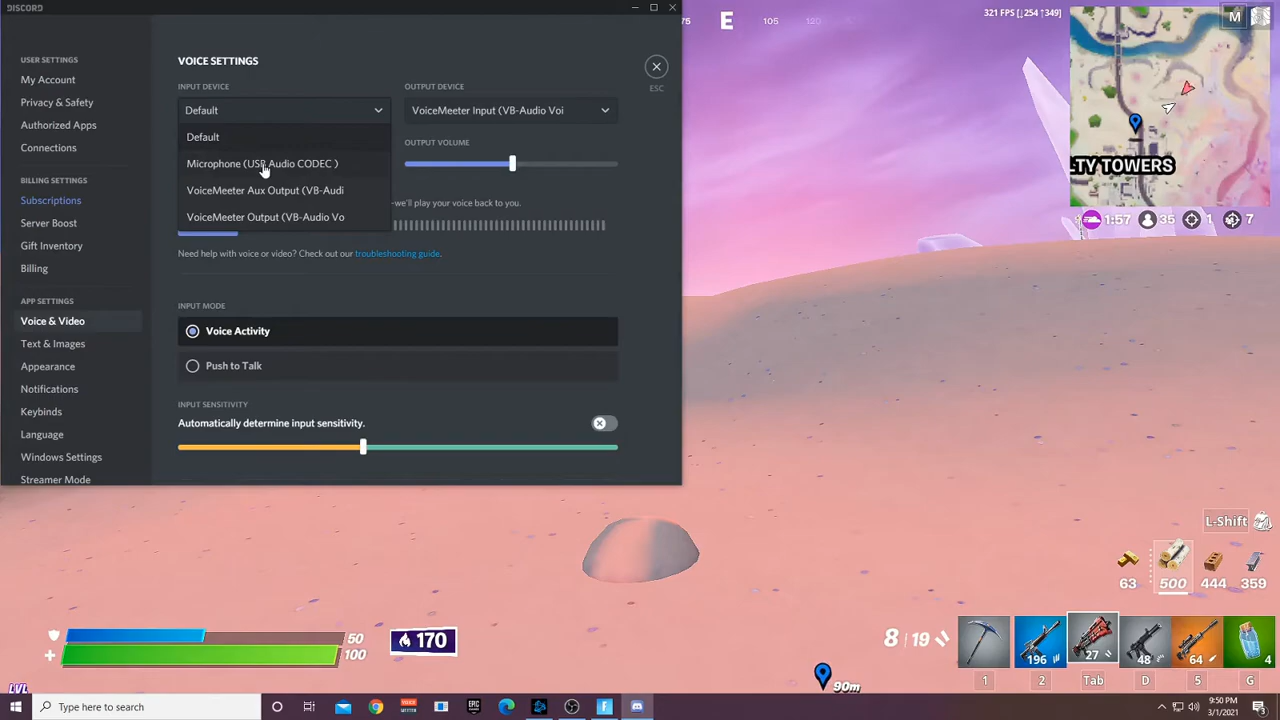 DISCORD
USER SETTINGS
My Account
Privacy & Safety
Authorized Apps
Connections
BILLING SETTINGS
Subscriptions
Server Boost
Gift Inventory
Billing
APP SETTINGS
Voice & Video
Text & Images
Appearance
Notifications
Keybinds
Language
Windows Settings
Streamer Mode
VOICE SETTINGS
ESC
INPUT DEVICE
Default
Default
Microphone (USB Audio CODEC )
VoiceMeeter Aux Output (VB-Audi
VoiceMeeter Output (VB-Audio Vo
OUTPUT DEVICE
VoiceMeeter Input (VB-Audio Voi
OUTPUT VOLUME
—we'll play your voice back to you.
Need help with voice or video? Check out our troubleshooting guide.
INPUT MODE
Voice Activity
Push to Talk
INPUT SENSITIVITY
Automatically determine input sensitivity.
75 E 105 120
321 FPS [↓254 ↑349]
M
LTY TOWERS
1:57 35 1 7
L-Shift
63 500 444 359
50
100
170
8 | 19
196 27 48 64 4
1 2 Tab D 5 G
LVL
90m
Type here to search
9:50 PM
3/1/2021